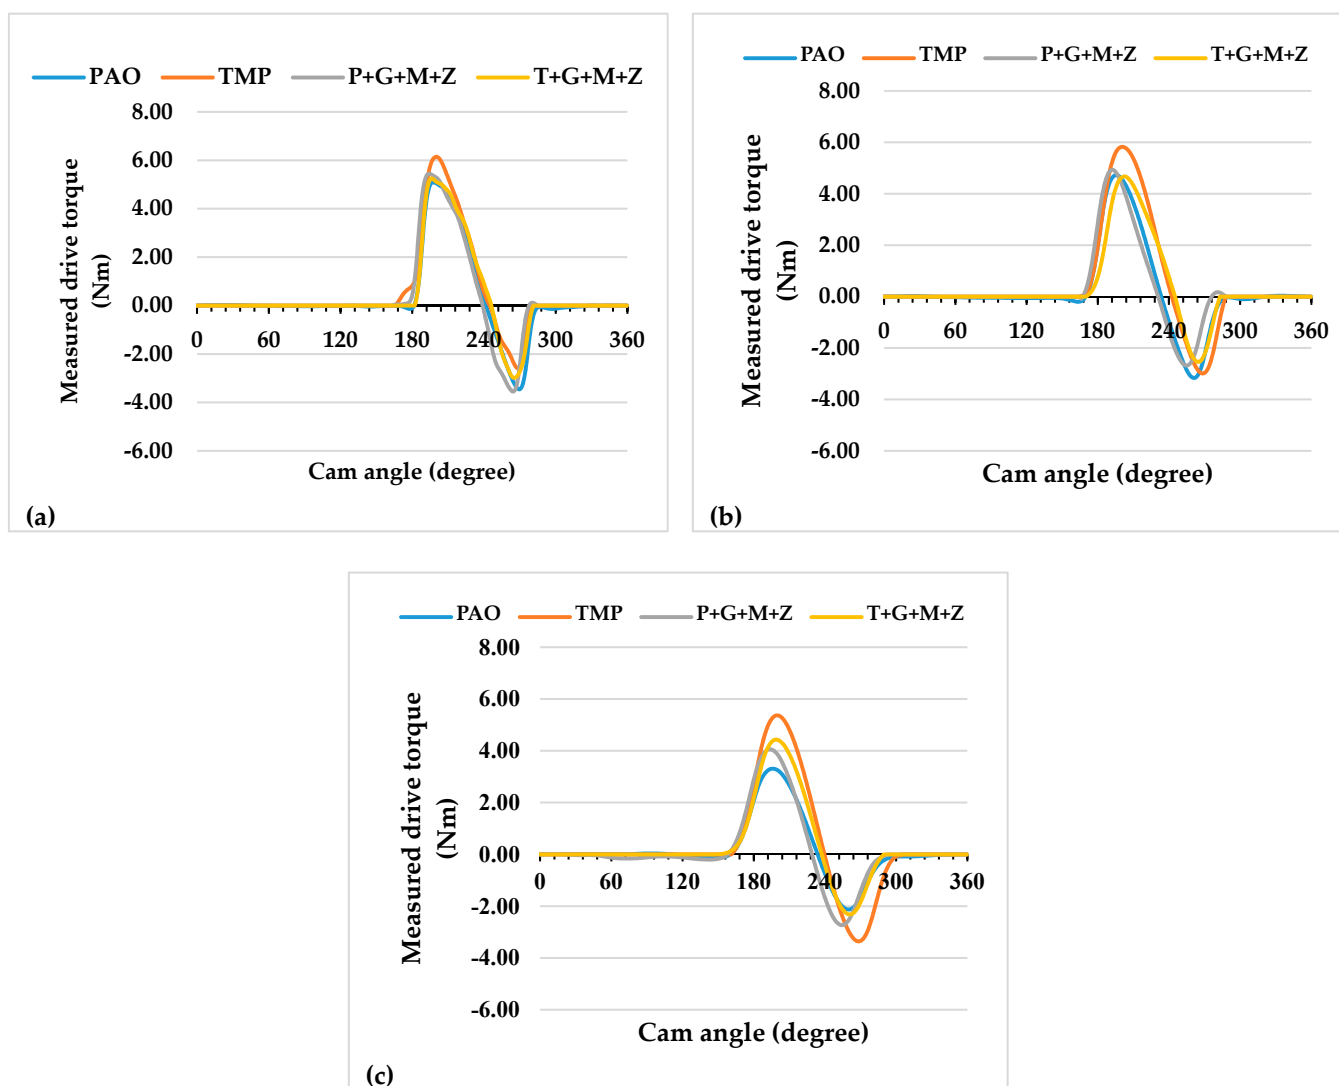 PAO TMP P+G+M+Z T+G+M+Z
8.00
6.00
4.00
2.00
0.00
-2.00
-4.00
-6.00
0 60 120 180 240 300 360
Measured drive torque
(Nm)
Cam angle (degree)
(a)
PAO TMP P+G+M+Z T+G+M+Z
8.00
6.00
4.00
2.00
0.00
-2.00
-4.00
-6.00
0 60 120 180 240 300 360
Measured drive torque
(Nm)
Cam angle (degree)
(b)
PAO TMP P+G+M+Z T+G+M+Z
8.00
6.00
4.00
2.00
0.00
-2.00
-4.00
-6.00
0 60 120 180 240 300 360
Measured drive torque
(Nm)
Cam angle (degree)
(c)